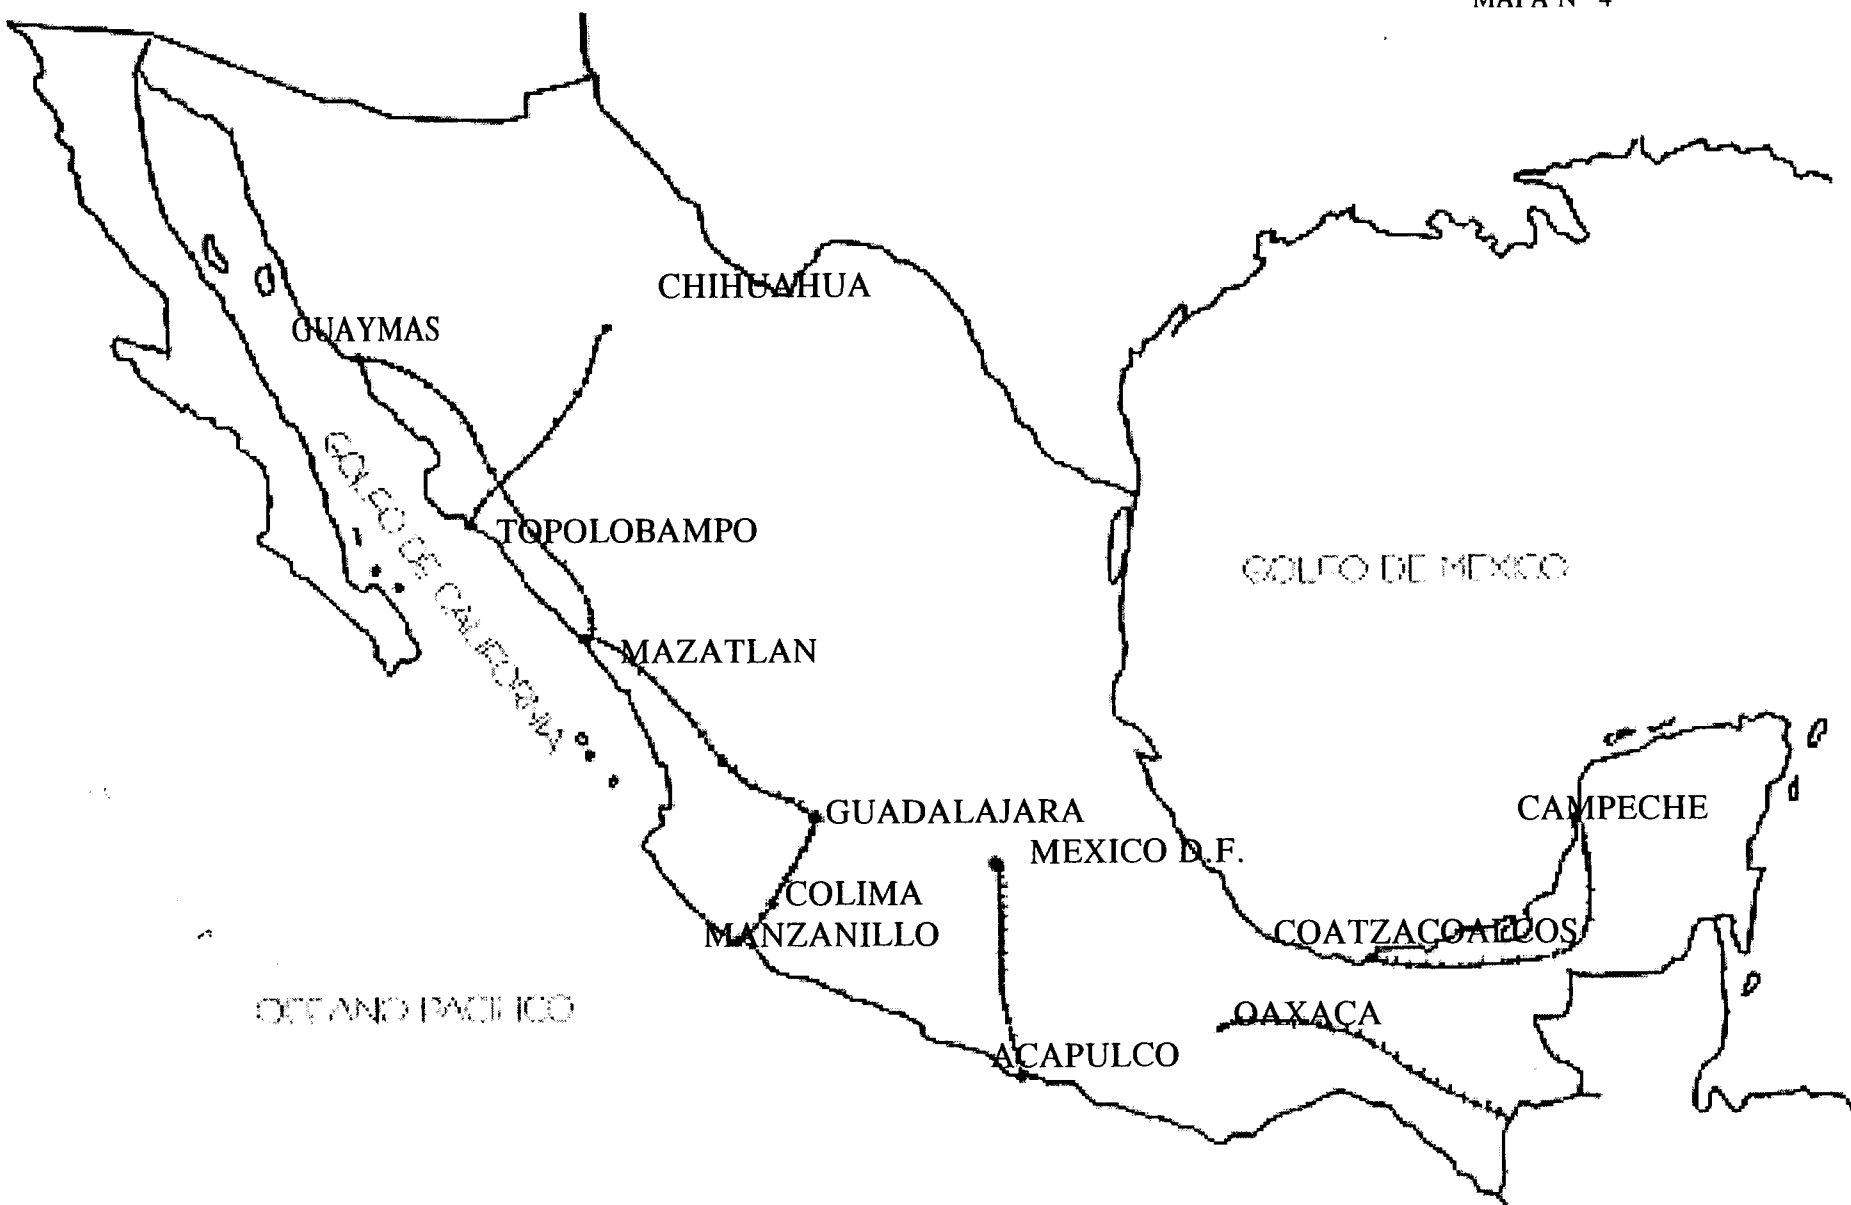 MAPA Nº 4
CHIHUAHUA
GUAYMAS
TOPOLOBAMPO
GOLFO DE CALIFORNIA
GOLFO DE MEXICO
MAZATLAN
GUADALAJARA
CAMPECHE
MEXICO D.F.
COLIMA
MANZANILLO
COATZACOALCOS
OCEANO PACIFICO
OAXACA
ACAPULCO